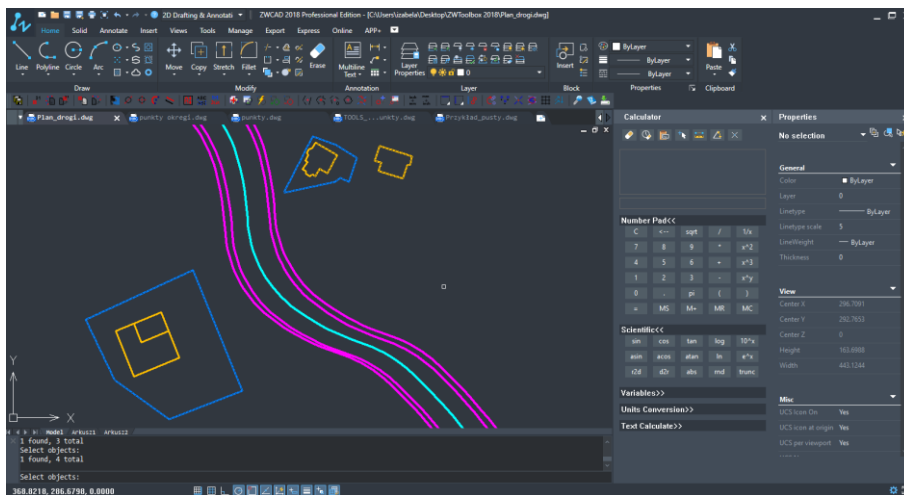 2D Drafting & Annotati
ZWCAD 2018 Professional Edition - [C:\Users\izabela\Desktop\ZWToolbox 2018\Plan_drogi.dwg]
Home Solid Annotate Insert Views Tools Manage Export Express Online APP+
Line Polyline Circle Arc
Move Copy Stretch Fillet Erase
Multiline Text
Layer Properties
0
Insert
ByLayer
ByLayer
ByLayer
Paste
Draw Modify Annotation Layer Block Properties Clipboard
Plan_drogi.dwg punkty okregi.dwg punkty.dwg TOOLS_...unkty.dwg Przyklad_pusty.dwg
Calculator
Number Pad<<
C <-- sqrt / 1/x
7 8 9 * x^2
4 5 6 + x^3
1 2 3 - x^y
0 . pi ( )
= MS M+ MR MC
Scientific<<
sin cos tan log 10^x
asin acos atan ln e^x
r2d d2r abs rnd trunc
Variables>>
Units Conversion>>
Text Calculate>>
Properties
No selection
General
Color ByLayer
Layer 0
Linetype ByLayer
Linetype scale 5
LineWeight ByLayer
Thickness 0
View
Center X 296.7091
Center Y 292.7653
Center Z 0
Height 163.8988
Width 443.1244
Misc
UCS Icon On Yes
UCS icon at origin Yes
UCS per viewport Yes
Y
X
Model Arkusz1 Arkusz2
1 found, 3 total
Select objects:
1 found, 4 total
Select objects:
368.8218, 286.6798, 0.0000